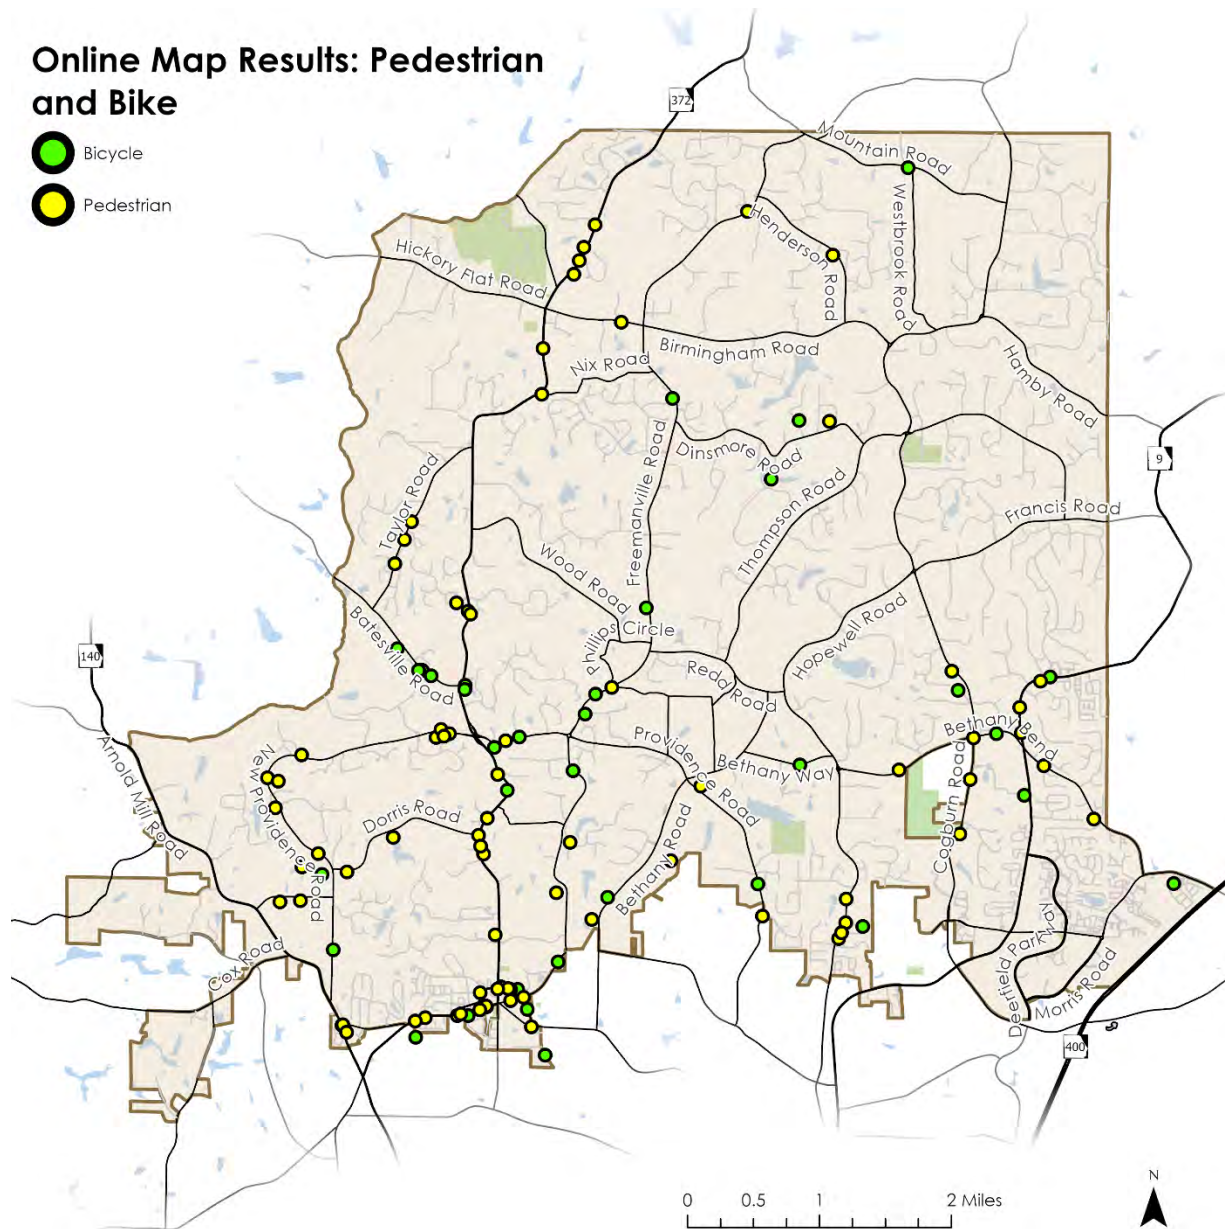 Online Map Results: Pedestrian
and Bike
Bicycle
Pedestrian
372
Mountain Road
Westbrook Road
Henderson Road
Hickory Flat Road
Birmingham Road
Nix Road
Hamby Road
9
Dinsmore Road
Freemanville Road
Taylor Road
Thompson Road
Francis Road
Wood Road
Phillips Circle
Hopewell Road
Batesville Road
140
Redd Road
Arnold Mill Road
New Providence Road
Providence Road
Bethany Way
Bethany Bend
Cogburn Road
Dorris Road
Bethany Road
Cox Road
Deerfield Parkway
Morris Road
400
0 0.5 1 2 Miles
N